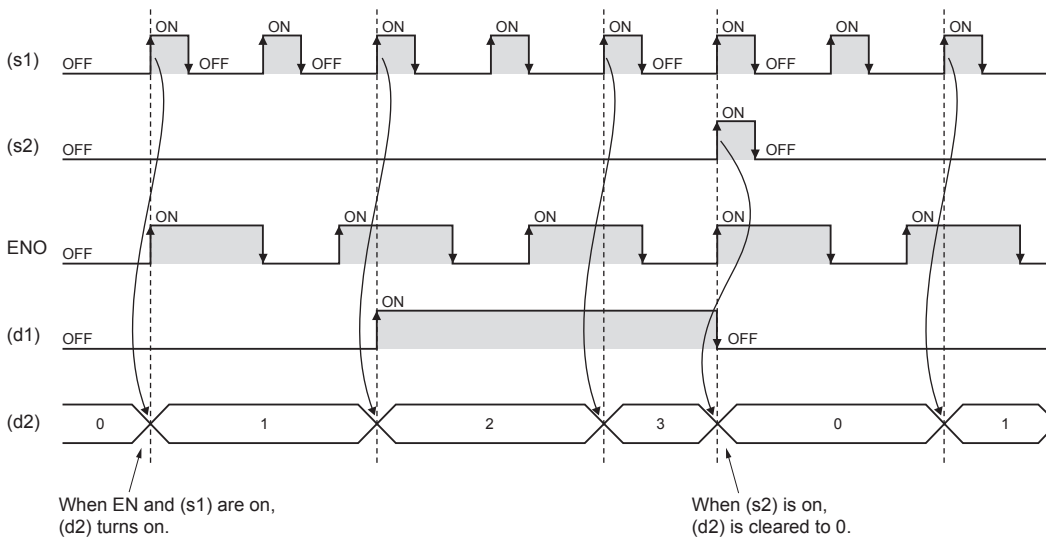 ON ON ON ON ON ON ON ON
(s1) OFF OFF OFF OFF OFF
ON
(s2) OFF OFF
ON ON ON ON ON
ENO OFF
ON
(d1) OFF OFF
(d2) 0 1 2 3 0 1
When EN and (s1) are on,
(d2) turns on.
When (s2) is on,
(d2) is cleared to 0.